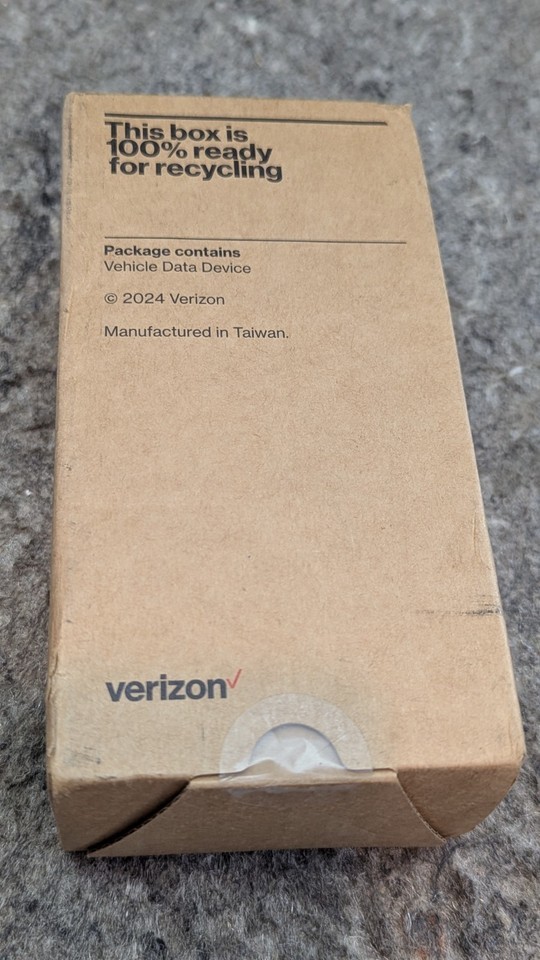 This box is
100% ready
for recycling
Package contains
Vehicle Data Device
© 2024 Verizon
Manufactured in Taiwan.
verizon